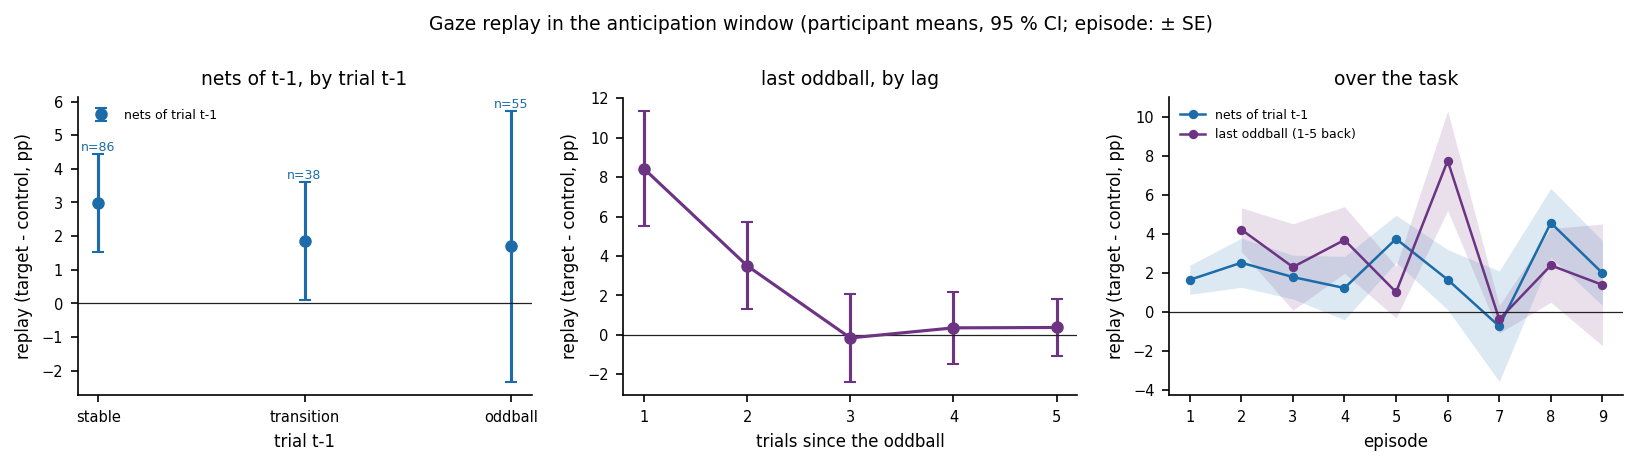 Gaze replay in the anticipation window (participant means, 95 % CI; episode: ± SE)
nets of t-1, by trial t-1
replay (target - control, pp)
6
5
4
3
2
1
0
−1
−2
nets of trial t-1
n=86
n=38
n=55
stable
transition
oddball
trial t-1
last oddball, by lag
replay (target - control, pp)
12
10
8
6
4
2
0
−2
1
2
3
4
5
trials since the oddball
over the task
replay (target - control, pp)
10
8
6
4
2
0
−2
−4
nets of trial t-1
last oddball (1-5 back)
1
2
3
4
5
6
7
8
9
episode